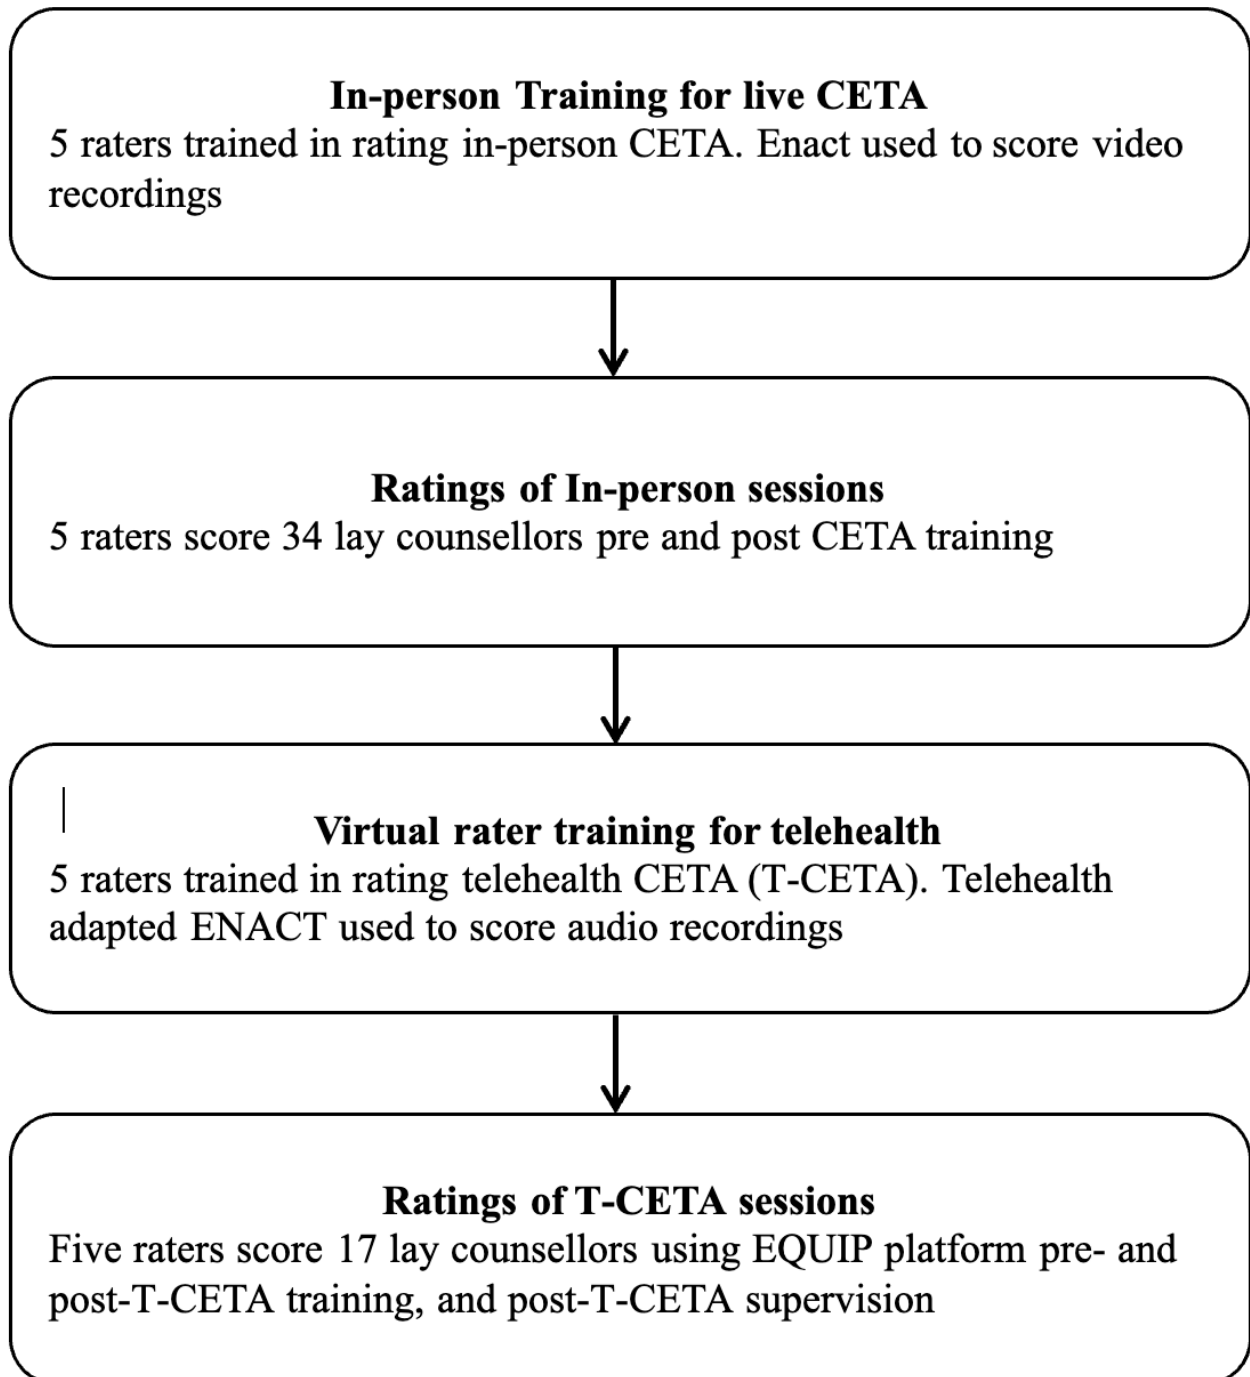 In-person Training for live CETA
5 raters trained in rating in-person CETA. Enact used to score video
recordings
Ratings of In-person sessions
5 raters score 34 lay counsellors pre and post CETA training
Virtual rater training for telehealth
5 raters trained in rating telehealth CETA (T-CETA). Telehealth
adapted ENACT used to score audio recordings
Ratings of T-CETA sessions
Five raters score 17 lay counsellors using EQUIP platform pre- and
post-T-CETA training, and post-T-CETA supervision